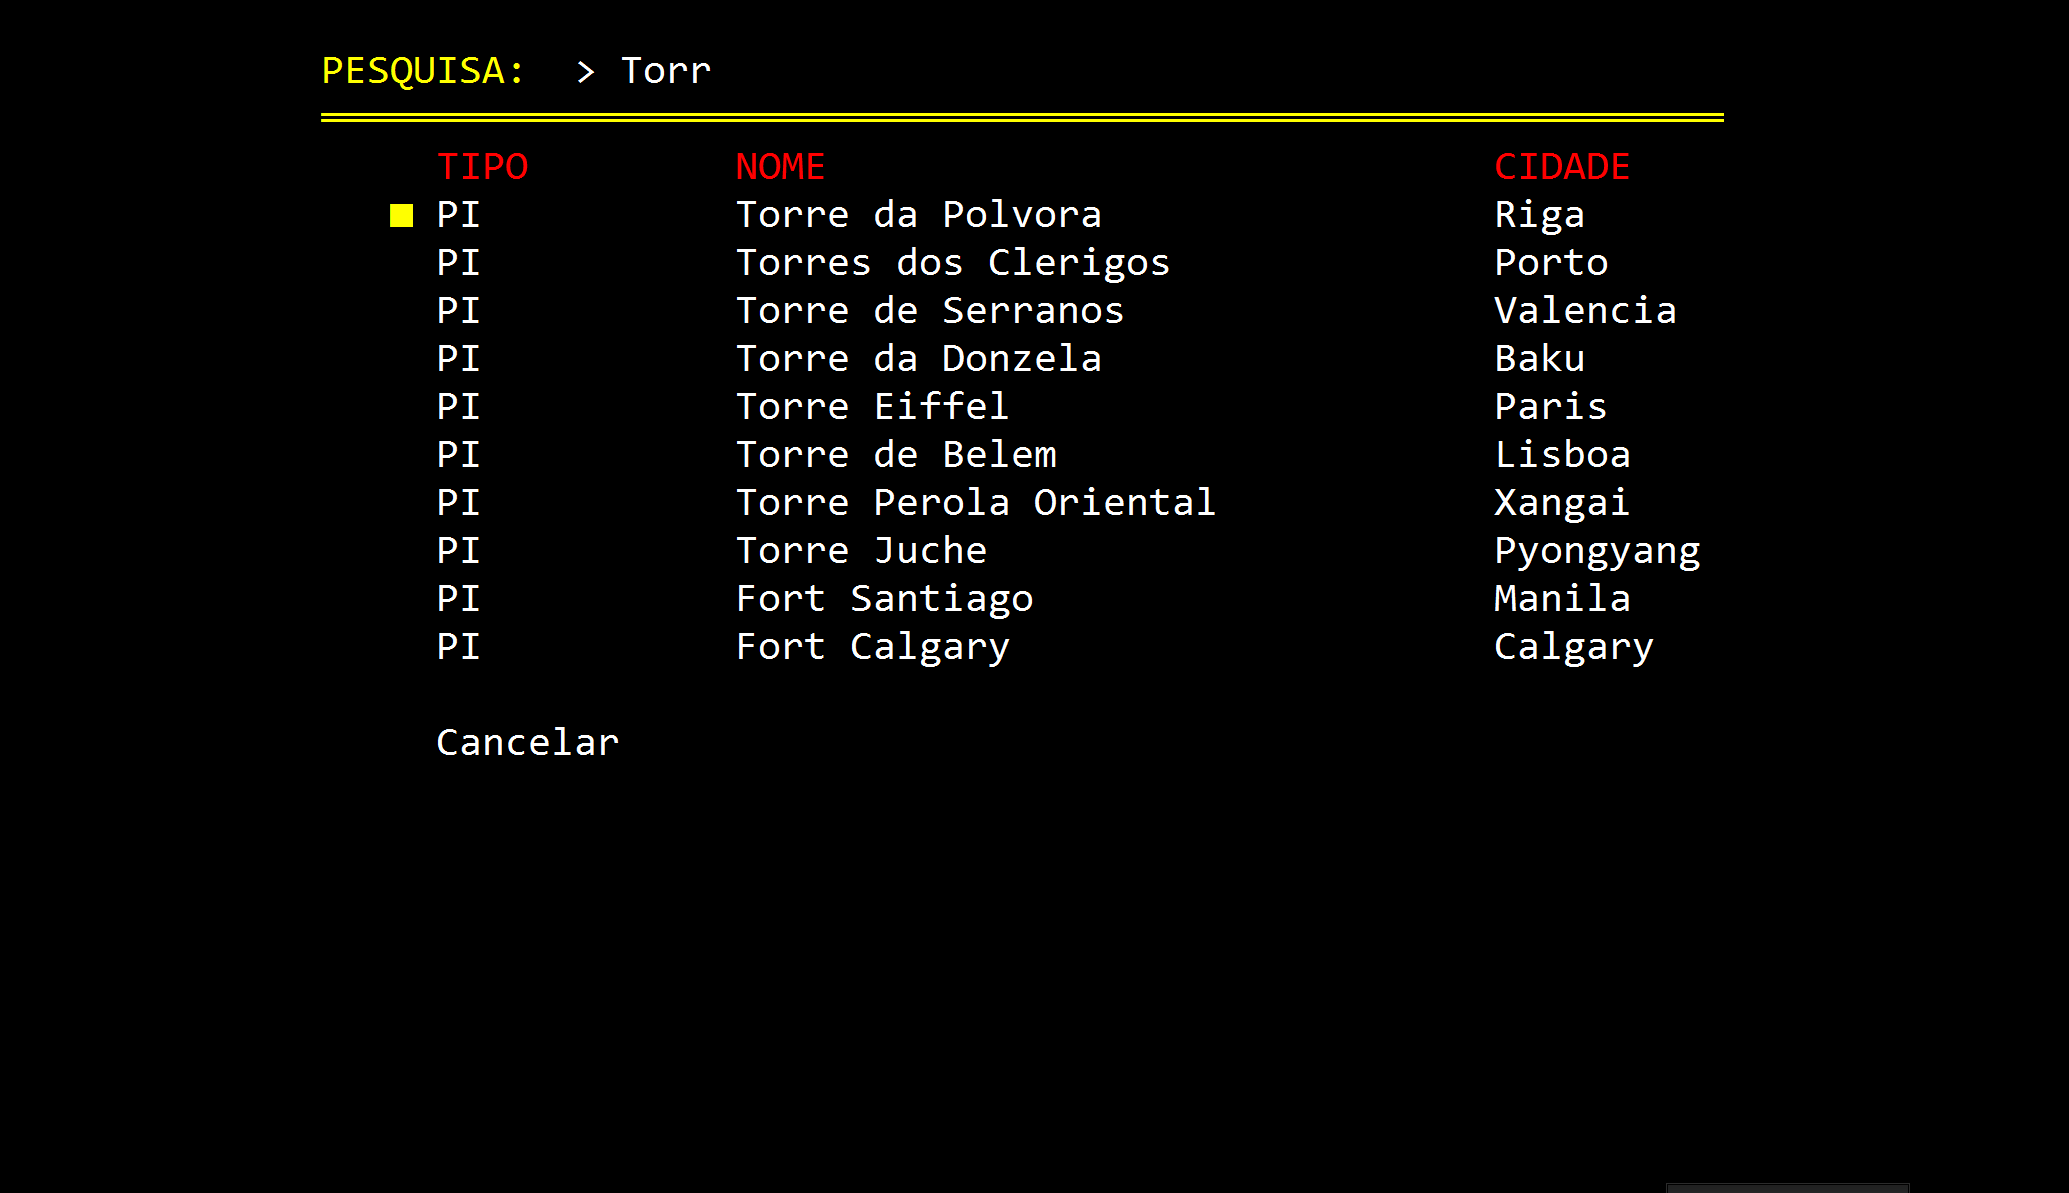 PESQUISA: > Torr
TIPO NOME CIDADE
PI Torre da Polvora Riga
PI Torres dos Clerigos Porto
PI Torre de Serranos Valencia
PI Torre da Donzela Baku
PI Torre Eiffel Paris
PI Torre de Belem Lisboa
PI Torre Perola Oriental Xangai
PI Torre Juche Pyongyang
PI Fort Santiago Manila
PI Fort Calgary Calgary
Cancelar